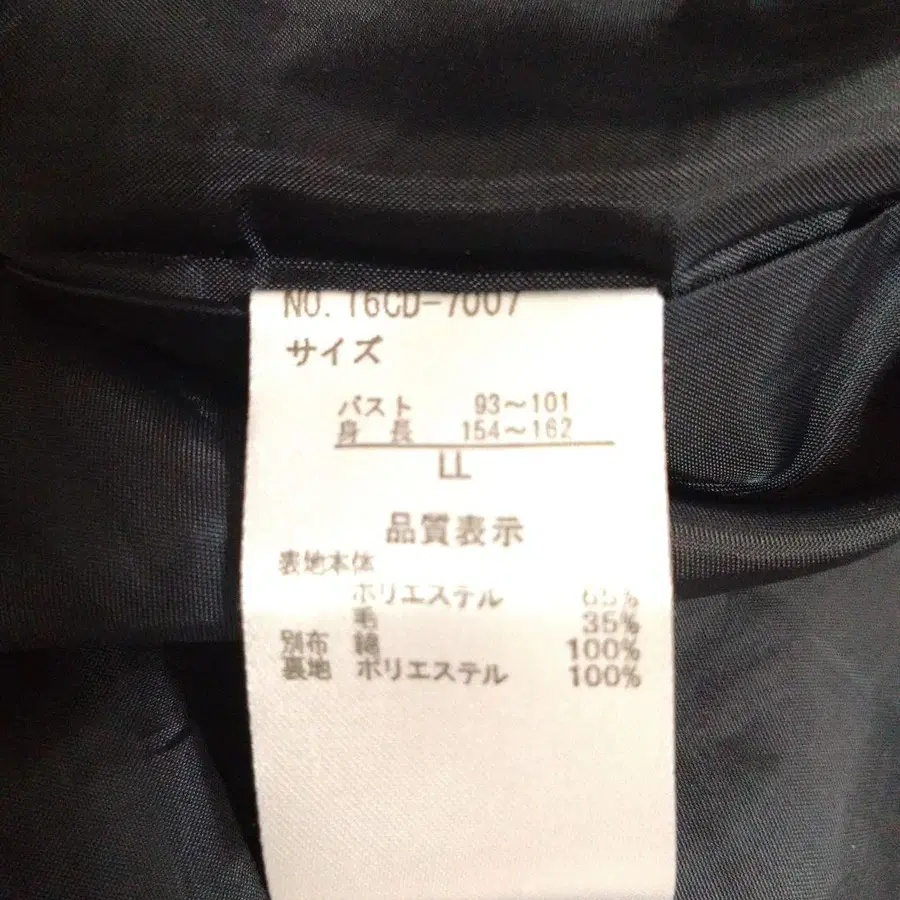 NO. 16CD-7007
サイズ
バスト 93～101
身長 154～162
LL
品質表示
表地本体
ポリエステル 65%
毛 35%
別布 綿 100%
裏地 ポリエステル 100%